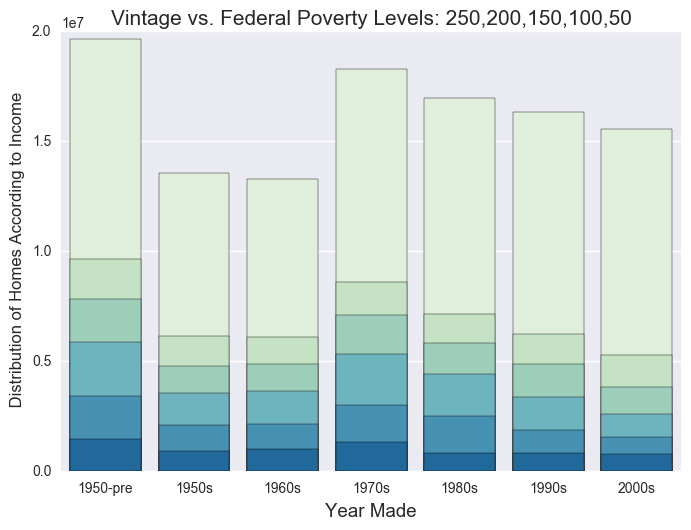 Vintage vs. Federal Poverty Levels: 250,200,150,100,50
1e7
2.0
1.5
1.0
0.5
0.0
Distribution of Homes According to Income
1950-pre 1950s 1960s 1970s 1980s 1990s 2000s
Year Made